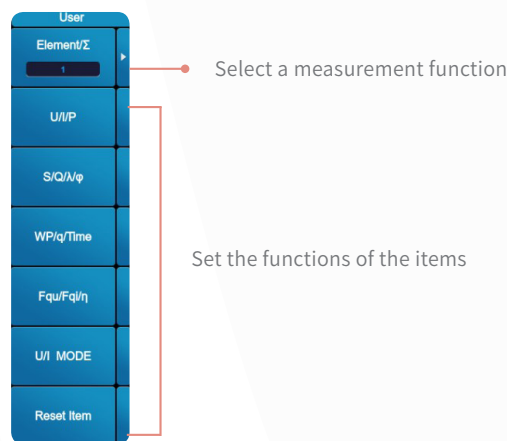 User
Element/Σ
1
Select a measurement function
U/I/P
S/Q/λ/φ
WP/q/Time
Set the functions of the items
Fqu/Fqi/η
U/I MODE
Reset Item